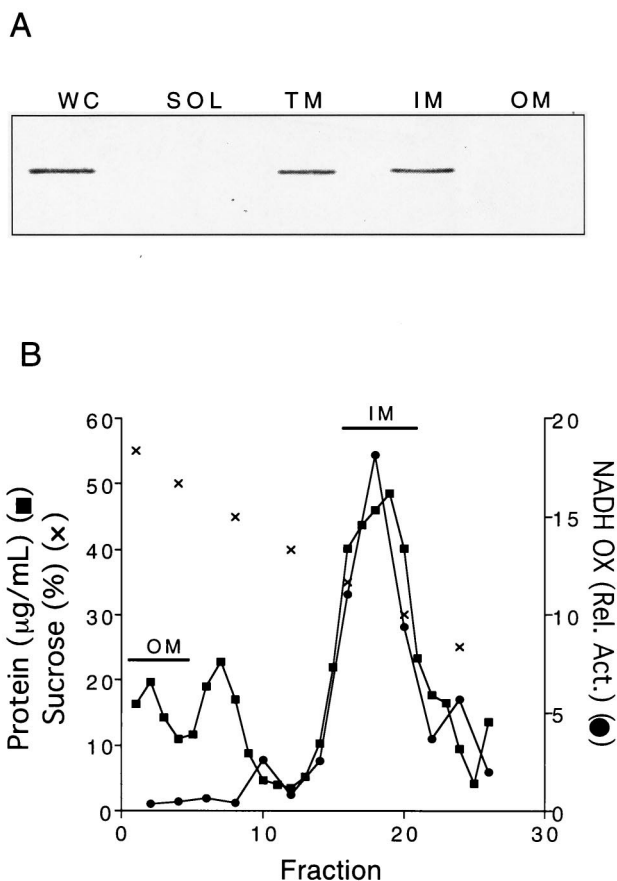 A
WC SOL TM IM OM
B
IM
OM
60
50
40
30
20
10
0
20
15
10
5
0
0 10 20 30
Protein (µg/mL) (■)
Sucrose (%) (×)
NADH OX (Rel. Act.) (●)
Fraction